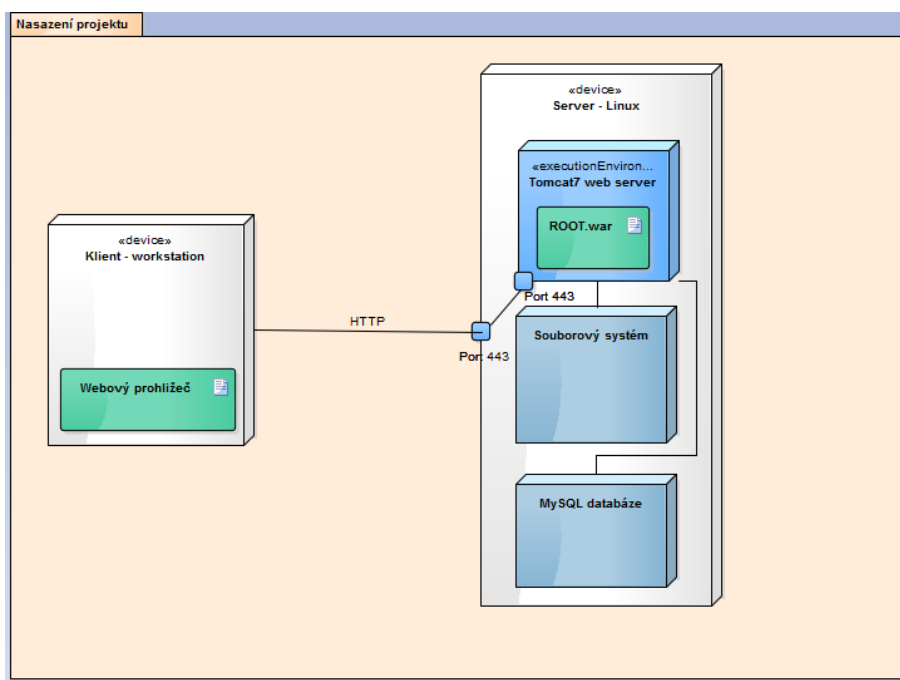 Nasazení projektu
«device»
Server - Linux
«executionEnviron...
Tomcat7 web server
ROOT.war
«device»
Klient - workstation
Port 443
HTTP
Souborový systém
Port 443
Webový prohlížeč
MySQL databáze